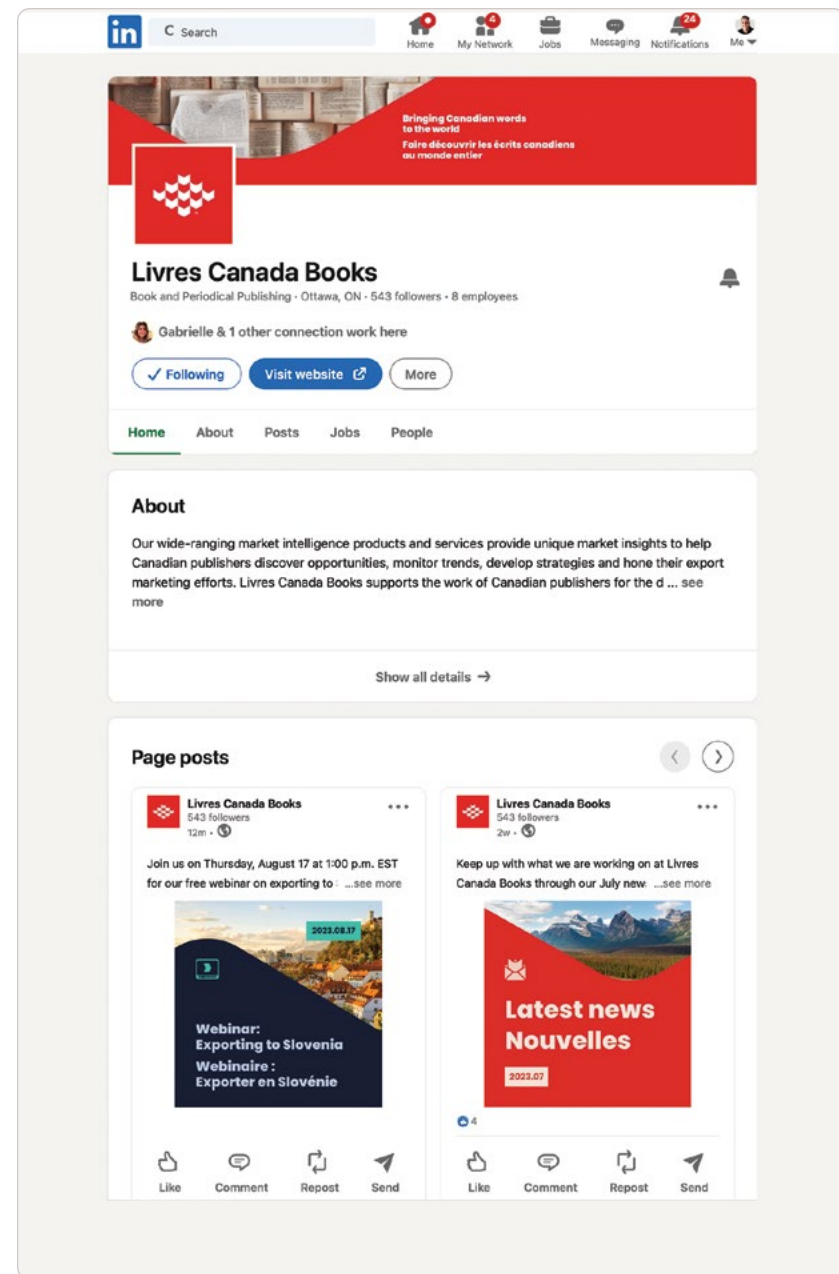 in
Search
4
24
Home
My Network
Jobs
Messaging
Notifications
Me
Bringing Canadian words
to the world
Faire découvrir les écrits canadiens
au monde entier
Livres Canada Books
Book and Periodical Publishing · Ottawa, ON · 543 followers · 8 employees
Gabrielle & 1 other connection work here
Following
Visit website
More
Home
About
Posts
Jobs
People
About
Our wide-ranging market intelligence products and services provide unique market insights to help
Canadian publishers discover opportunities, monitor trends, develop strategies and hone their export
marketing efforts. Livres Canada Books supports the work of Canadian publishers for the d ... see
more
Show all details →
Page posts
Livres Canada Books
543 followers
12m ·
Join us on Thursday, August 17 at 1:00 p.m. EST
for our free webinar on exporting to ...see more
2023.08.17
Webinar:
Exporting to Slovenia
Webinaire :
Exporter en Slovénie
Like
Comment
Repost
Send
Livres Canada Books
543 followers
2w ·
Keep up with what we are working on at Livres
Canada Books through our July new ...see more
Latest news
Nouvelles
2023.07
4
Like
Comment
Repost
Send